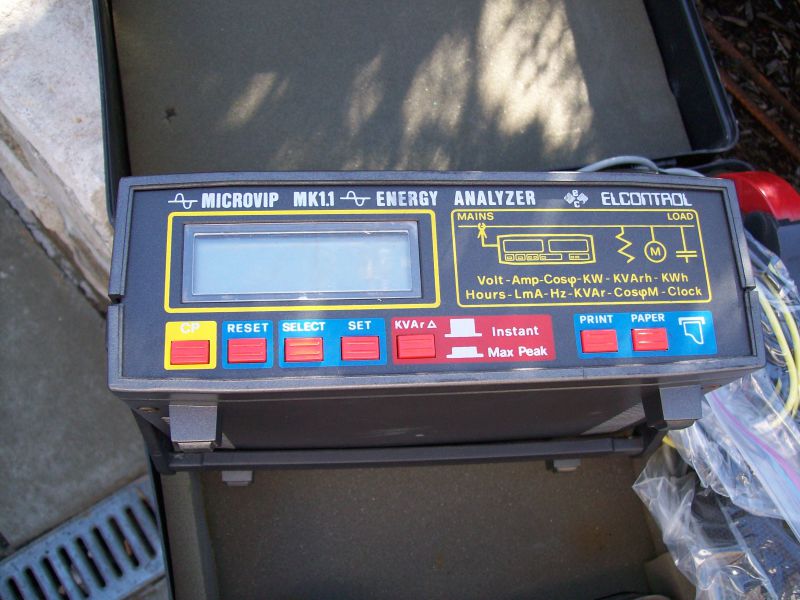 MICROVIP MK1.1 ENERGY ANALYZER ELCONTROL
MAINS LOAD
M
Volt - Amp - Cosφ - KW - KVArh - KWh
Hours - LmA - Hz - KVAr - CosφM - Clock
CP RESET SELECT SET KVAr Δ Instant PRINT PAPER
Max Peak